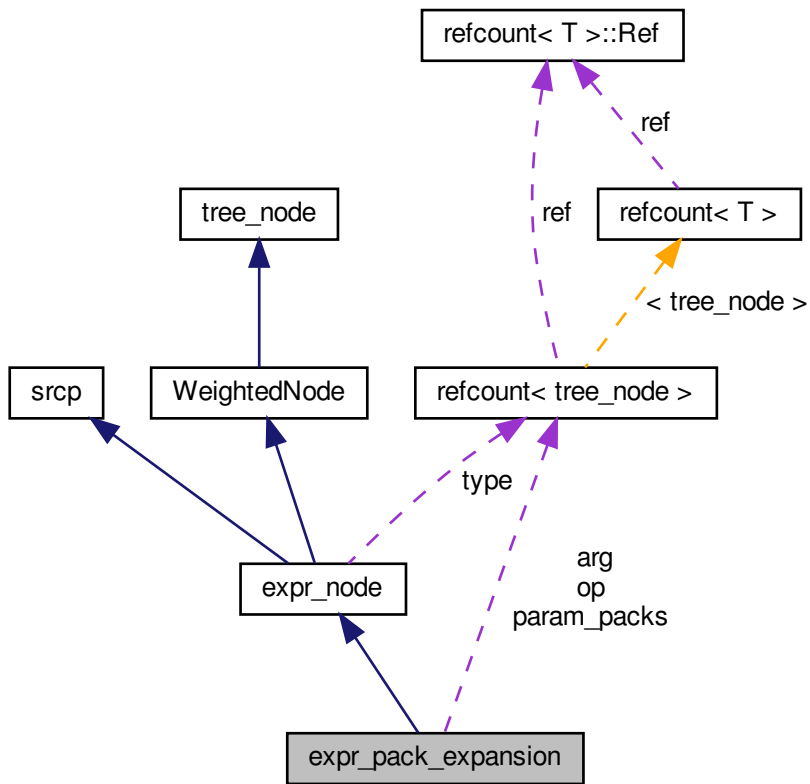 refcount< T >::Ref
ref
tree_node
ref
refcount< T >
< tree_node >
srcp
WeightedNode
refcount< tree_node >
type
arg
op
param_packs
expr_node
expr_pack_expansion